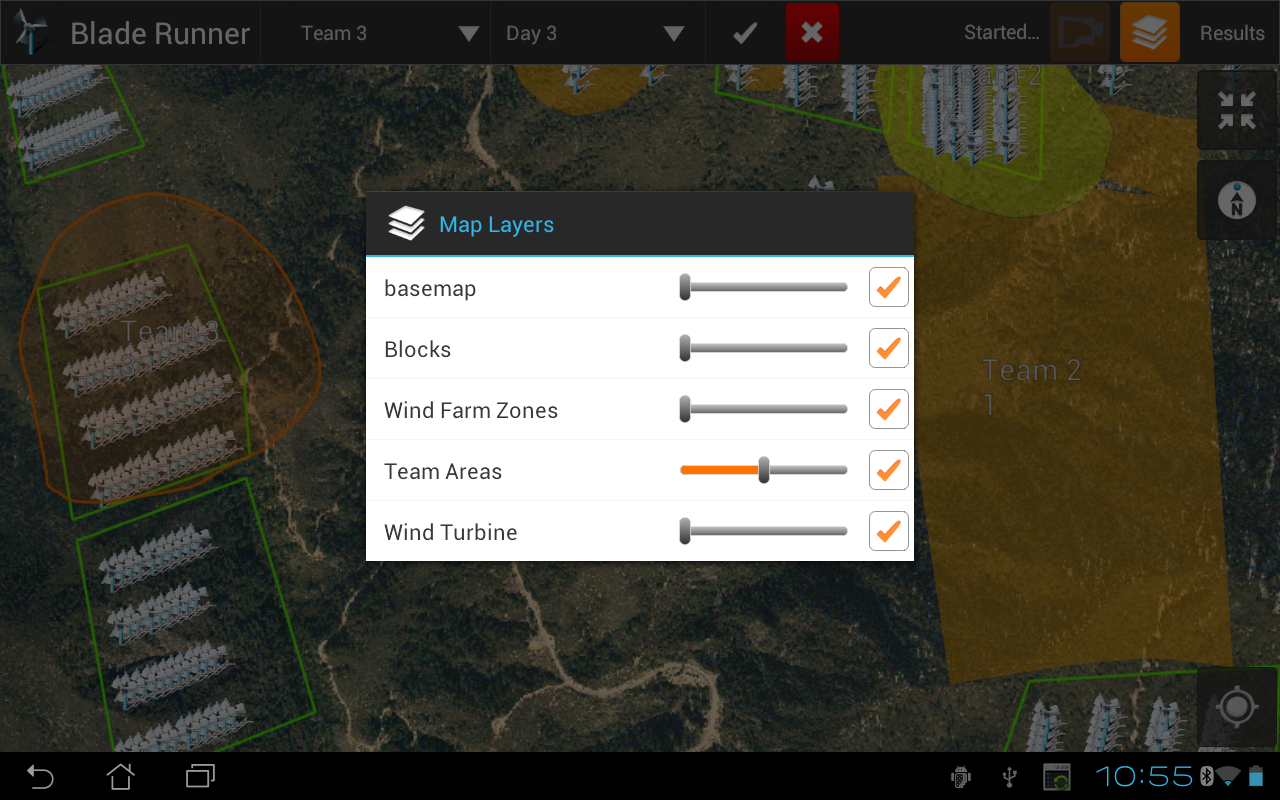 Blade Runner
Team 3
Day 3
Started...
Results
Team 2
N
Map Layers
basemap
Blocks
Wind Farm Zones
Team Areas
Wind Turbine
Team 3
Team 2
1
10:55